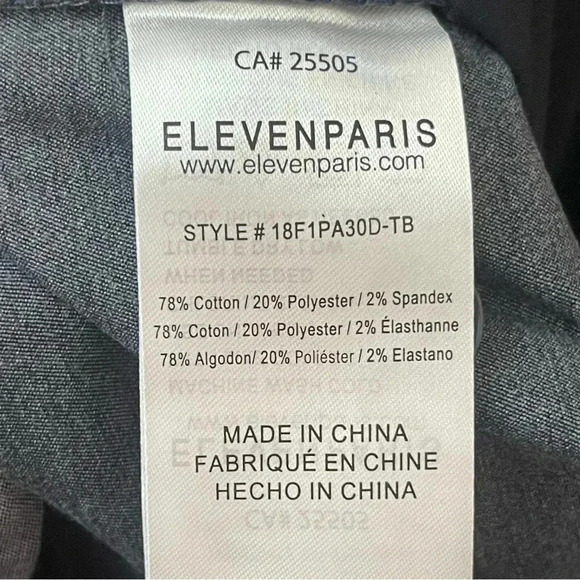 CA# 25505
ELEVENPARIS
www.elevenparis.com
STYLE # 18F1PA30D-TB
78% Cotton / 20% Polyester / 2% Spandex
78% Coton / 20% Polyester / 2% Élasthanne
78% Algodon/ 20% Poliéster / 2% Elastano
MADE IN CHINA
FABRIQUÉ EN CHINE
HECHO IN CHINA